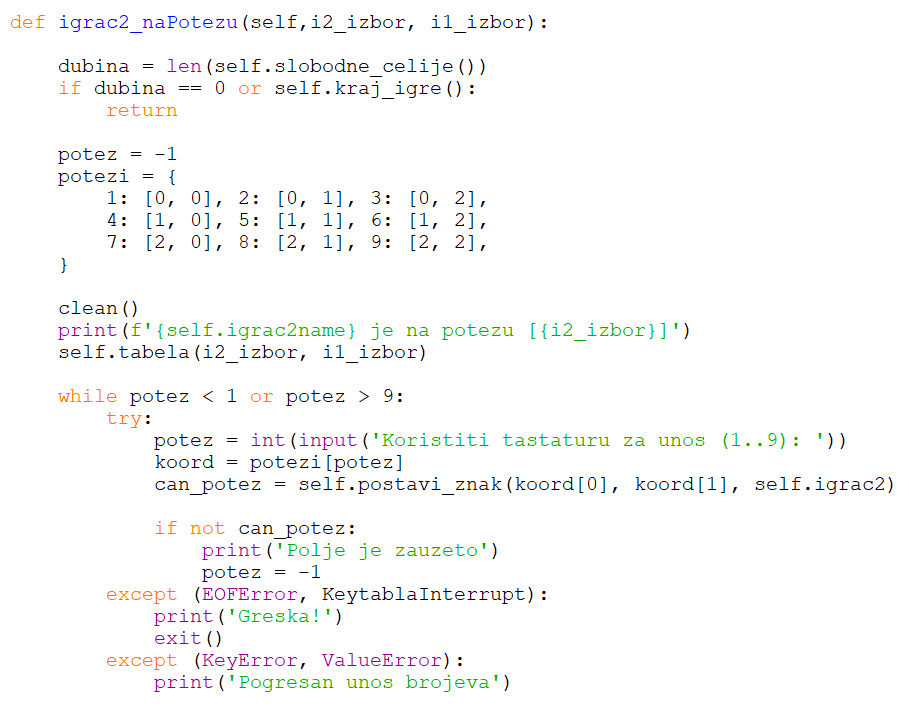 def igrac2_naPotezu(self,i2_izbor, i1_izbor):
    dubina = len(self.slobodne_celije())
    if dubina == 0 or self.kraj_igre():
        return
    potez = -1
    potezi = {
        1: [0, 0], 2: [0, 1], 3: [0, 2],
        4: [1, 0], 5: [1, 1], 6: [1, 2],
        7: [2, 0], 8: [2, 1], 9: [2, 2],
    }
    clean()
    print(f'{self.igrac2name} je na potezu [{i2_izbor}]')
    self.tabela(i2_izbor, i1_izbor)
    while potez < 1 or potez > 9:
        try:
            potez = int(input('Koristiti tastaturu za unos (1..9): '))
            koord = potezi[potez]
            can_potez = self.postavi_znak(koord[0], koord[1], self.igrac2)
            if not can_potez:
                print('Polje je zauzeto')
                potez = -1
        except (EOFError, KeytablaInterrupt):
            print('Greska!')
            exit()
        except (KeyError, ValueError):
            print('Pogresan unos brojeva')